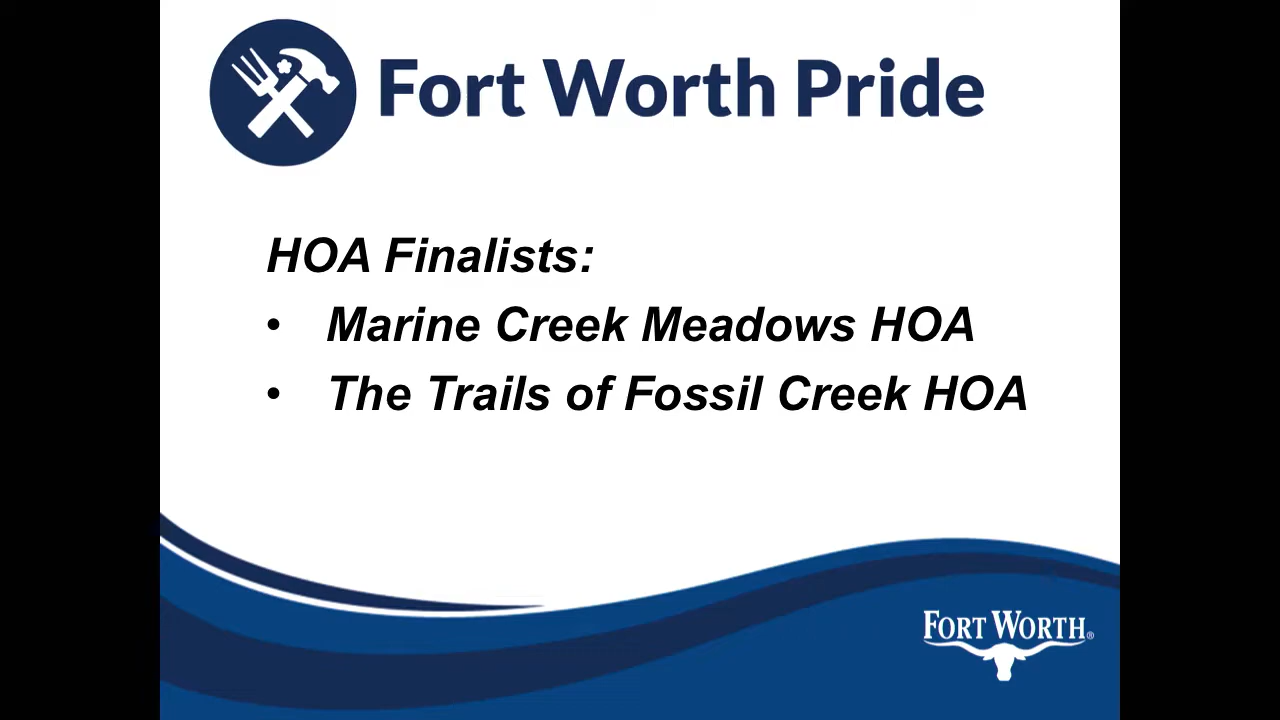 Fort Worth Pride
HOA Finalists:
• Marine Creek Meadows HOA
• The Trails of Fossil Creek HOA
FORT WORTH®